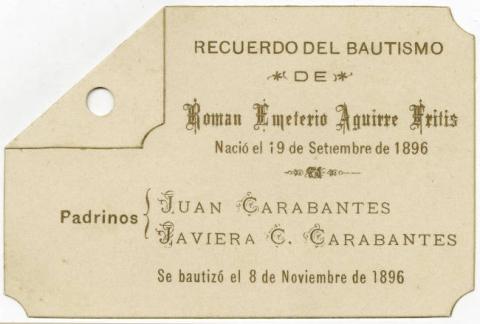 RECUERDO DEL BAUTISMO
DE
Roman Emeterio Aguirre Fritis
Nació el 19 de Setiembre de 1896
Padrinos
JUAN CARABANTES
JAVIERA C. CARABANTES
Se bautizó el 8 de Noviembre de 1896